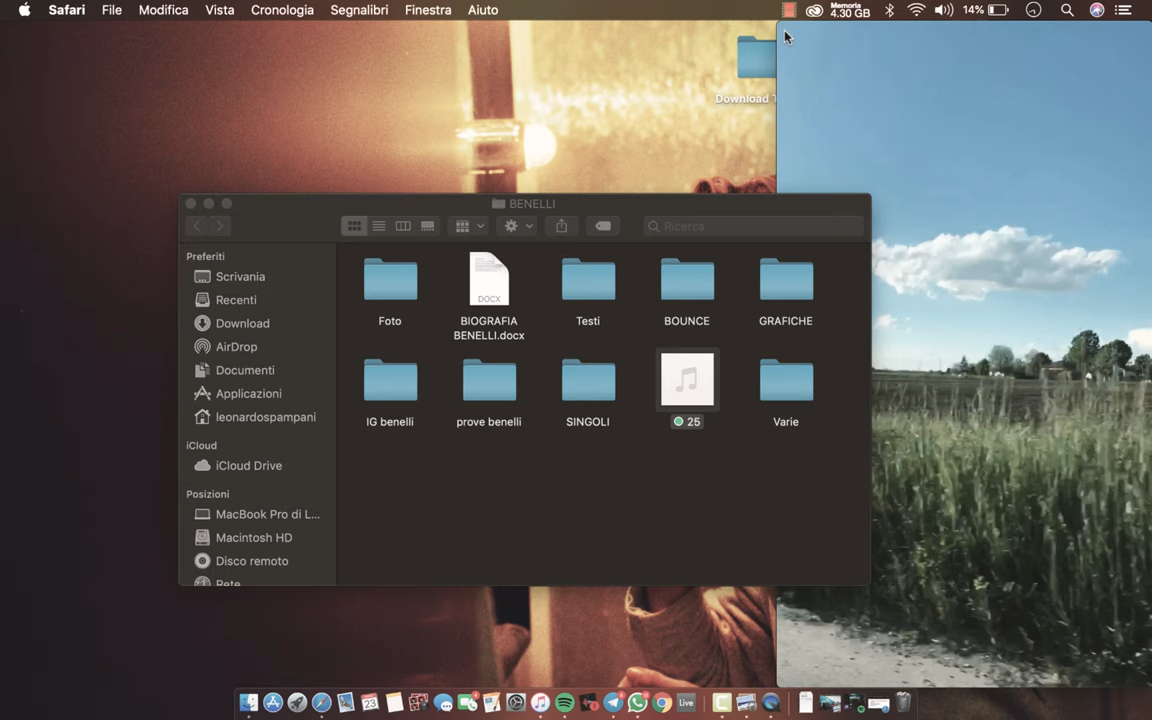 Safari File Modifica Vista Cronologia Segnalibri Finestra Aiuto
Memoria
4.30 GB
14%
Download
BENELLI
Ricerca
Preferiti
Scrivania
Recenti
Download
AirDrop
Documenti
Applicazioni
leonardospampani
iCloud
iCloud Drive
Posizioni
MacBook Pro di L...
Macintosh HD
Disco remoto
Rete
DOCX
Foto
BIOGRAFIA
BENELLI.docx
Testi
BOUNCE
GRAFICHE
IG benelli
prove benelli
SINGOLI
25
Varie
23
Live